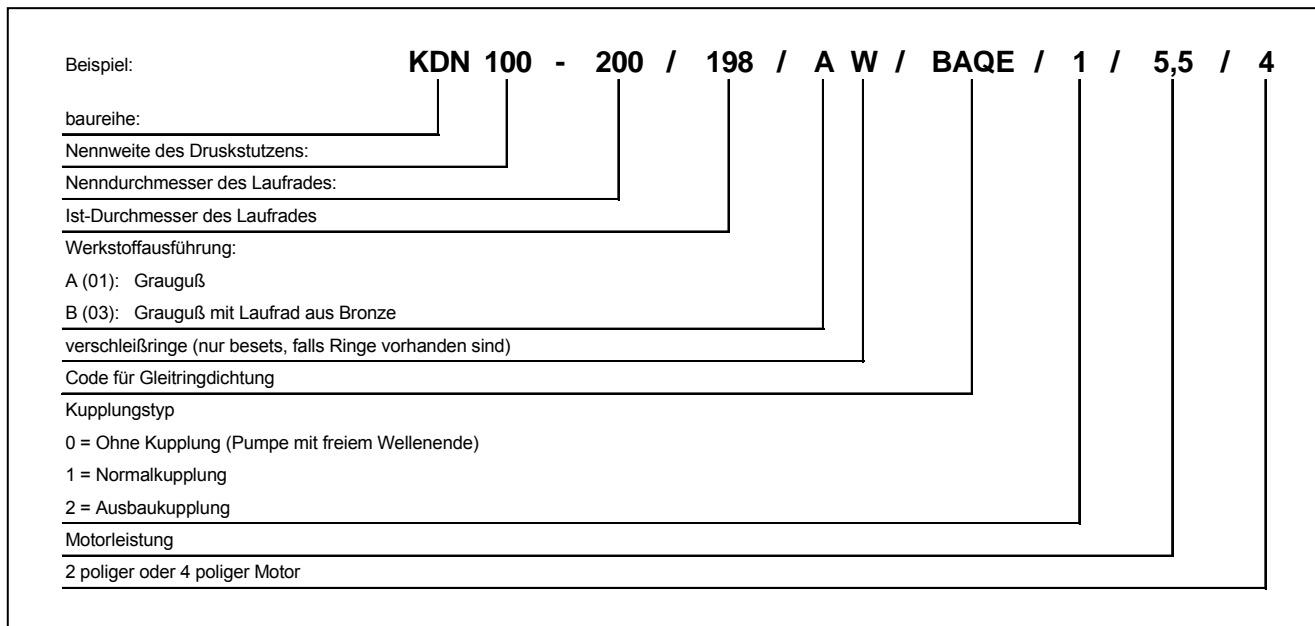 Beispiel: KDN 100 - 200 / 198 / A W / BAQE / 1 / 5,5 / 4
baureihe:
Nennweite des Druskstutzens:
Nenndurchmesser des Laufrades:
Ist-Durchmesser des Laufrades
Werkstoffausführung:
A (01): Grauguß
B (03): Grauguß mit Laufrad aus Bronze
verschleißringe (nur besets, falls Ringe vorhanden sind)
Code für Gleitringdichtung
Kupplungstyp
0 = Ohne Kupplung (Pumpe mit freiem Wellenende)
1 = Normalkupplung
2 = Ausbaukupplung
Motorleistung
2 poliger oder 4 poliger Motor